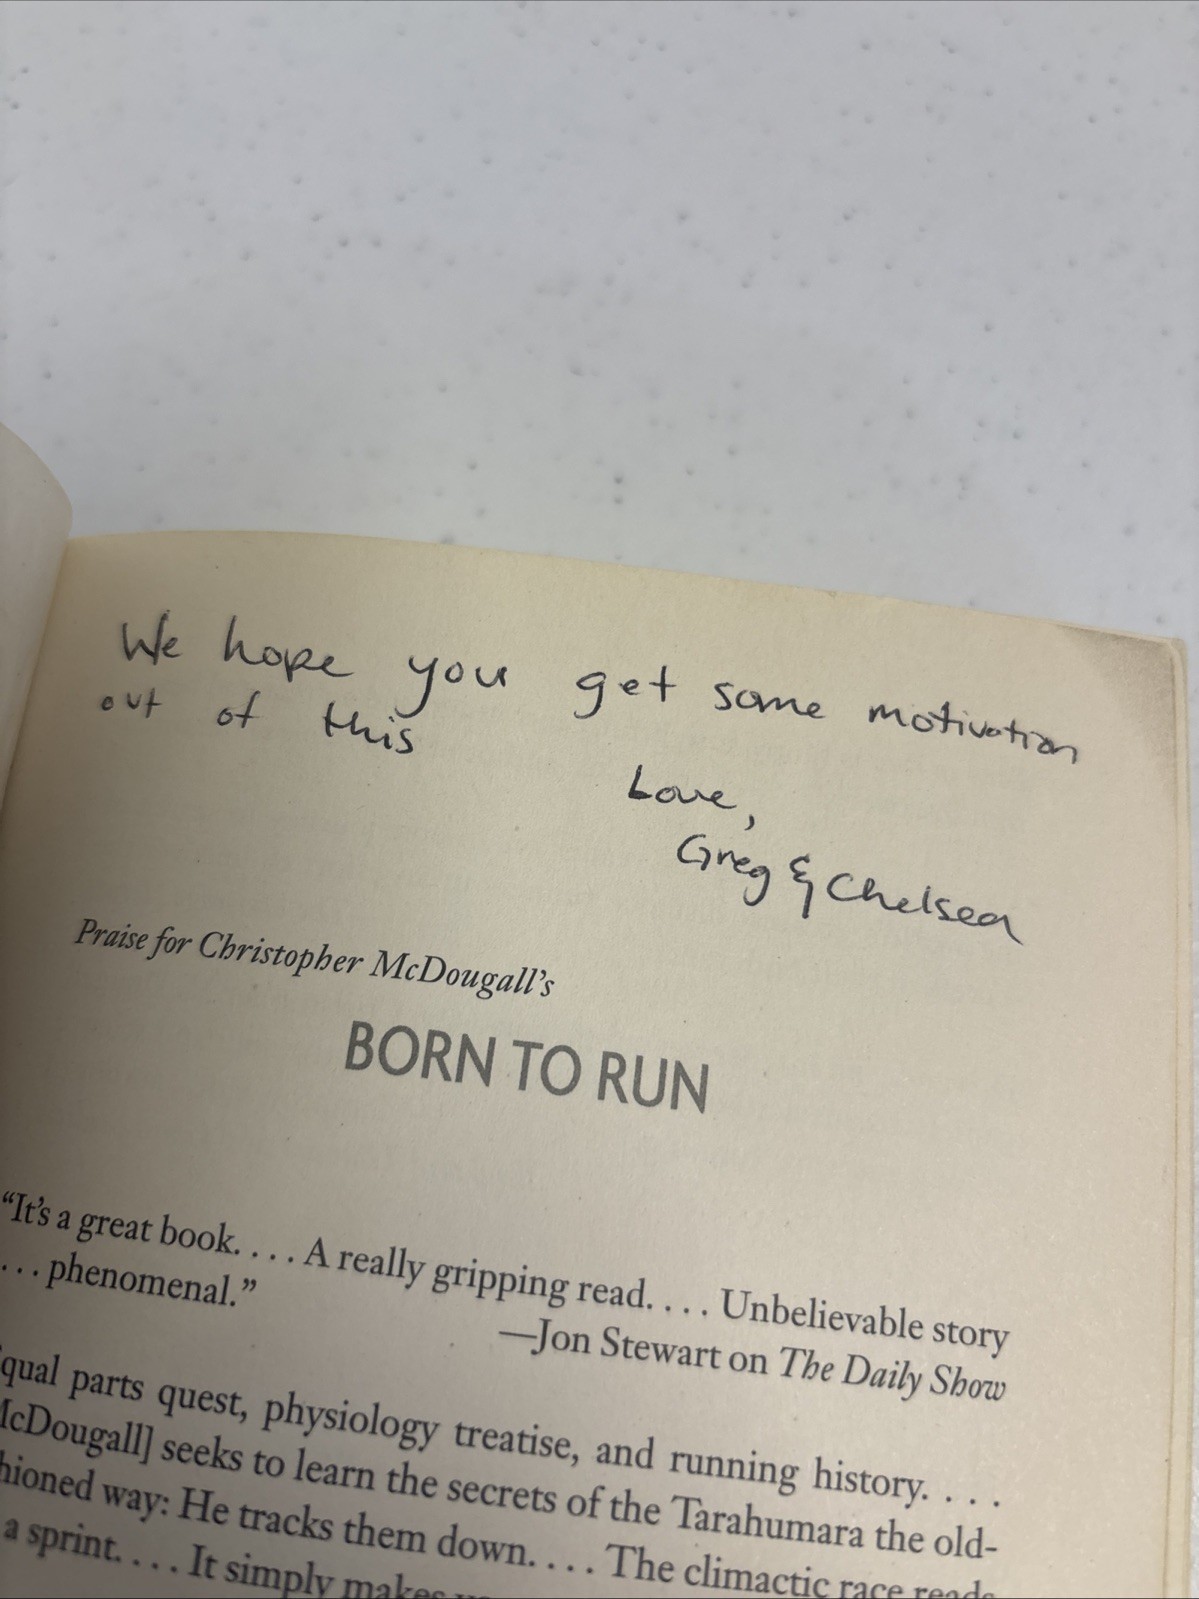 We hope you get some motivation
out of this
Love,
Greg & Chelsea
Praise for Christopher McDougall's
BORN TO RUN
“It's a great book. . . . A really gripping read. . . . Unbelievable story
. . . phenomenal.”
—Jon Stewart on The Daily Show
qual parts quest, physiology treatise, and running history. . . .
McDougall] seeks to learn the secrets of the Tarahumara the old-
hioned way: He tracks them down. . . . The climactic race reads
a sprint. . . . It simply makes